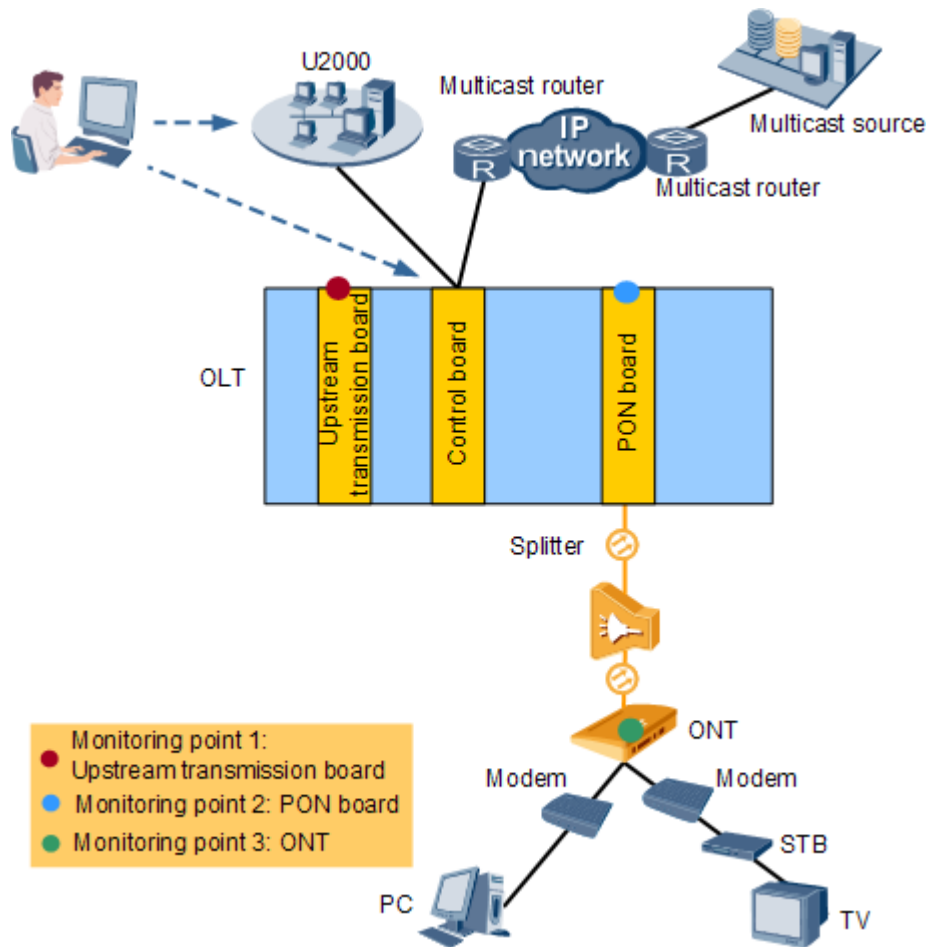 U2000
Multicast router
IP
network
R
R
Multicast source
Multicast router
OLT
Upstream
transmission board
Control board
PON board
Splitter
ONT
Monitoring point 1:
Upstream transmission board
Monitoring point 2: PON board
Monitoring point 3: ONT
Modem
Modem
STB
PC
TV